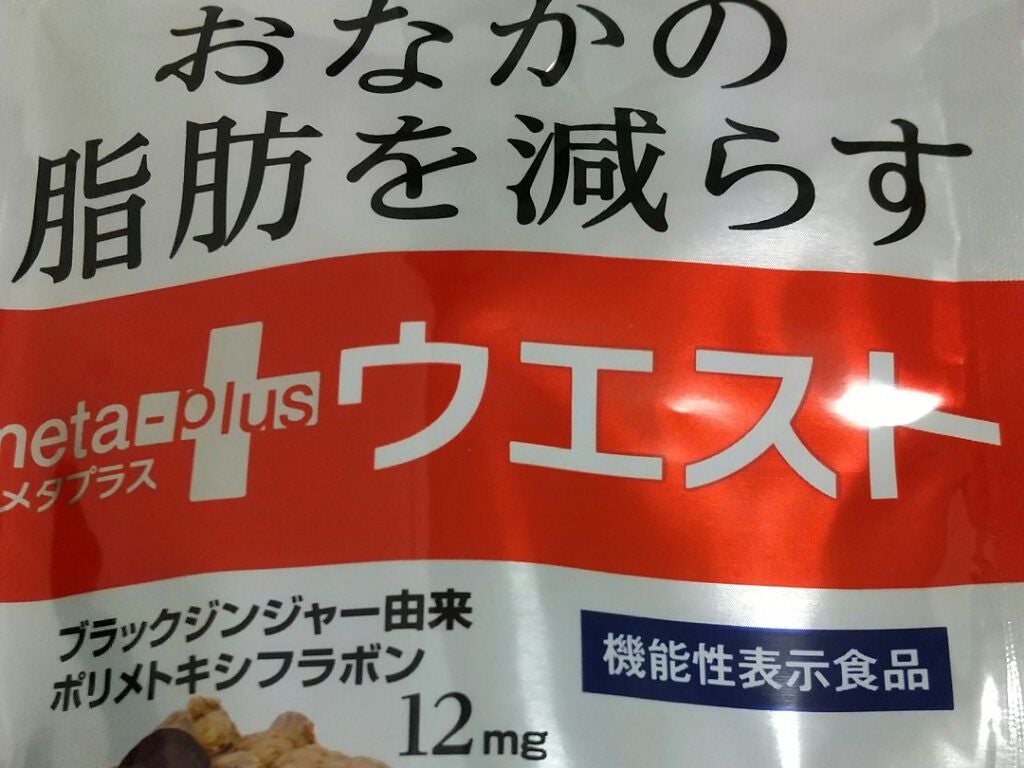 おなかの
脂肪を減らす
meta-plus
メタプラス
ウエスト
ブラックジンジャー由来
ポリメトキシフラボン
12mg
機能性表示食品